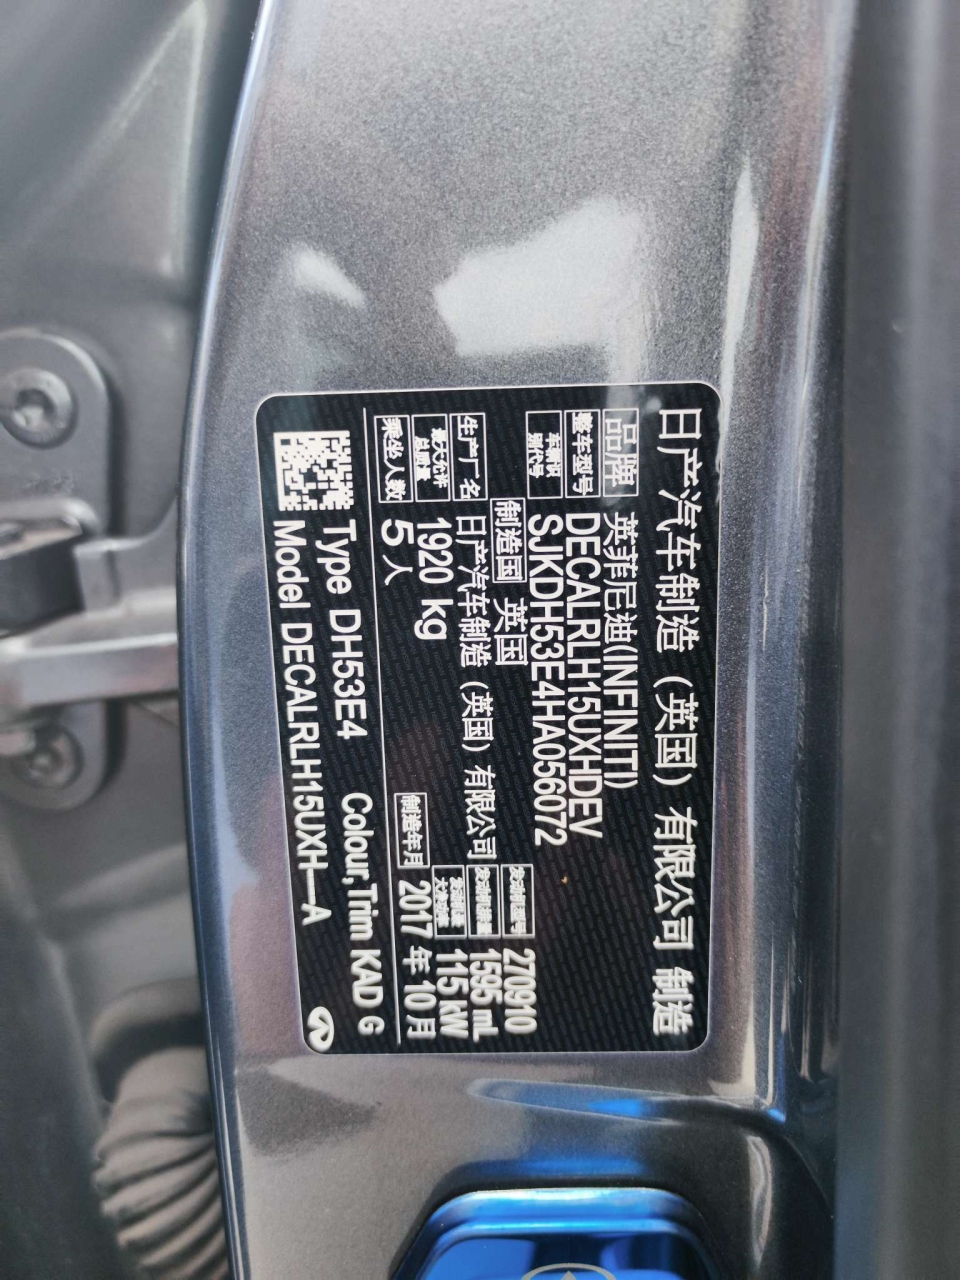 日产汽车制造（英国）有限公司 制造
品牌 英菲尼迪(INFINITI)
整车型号 DECALRLH15UXHDEV
车辆识别代号 SJKDH53E4HA056072
制造国 英国 发动机型号 270910
生产厂名 日产汽车制造（英国）有限公司 发动机排量 1595 mL
最大允许总质量 1920 kg 发动机最大净功率 115 kW
乘坐人数 5 人 制造年月 2017 年 10 月
Type DH53E4 Colour,Trim KAD G
Model DECALRLH15UXH—A